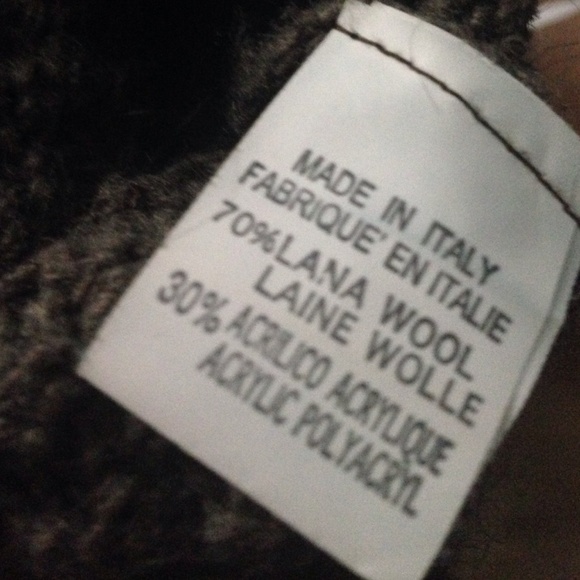 MADE IN ITALY
FABRIQUE' EN ITALIE
70% LANA WOOL
LAINE WOLLE
30% ACRILICO ACRYLIQUE
ACRYLIC POLYACRYL